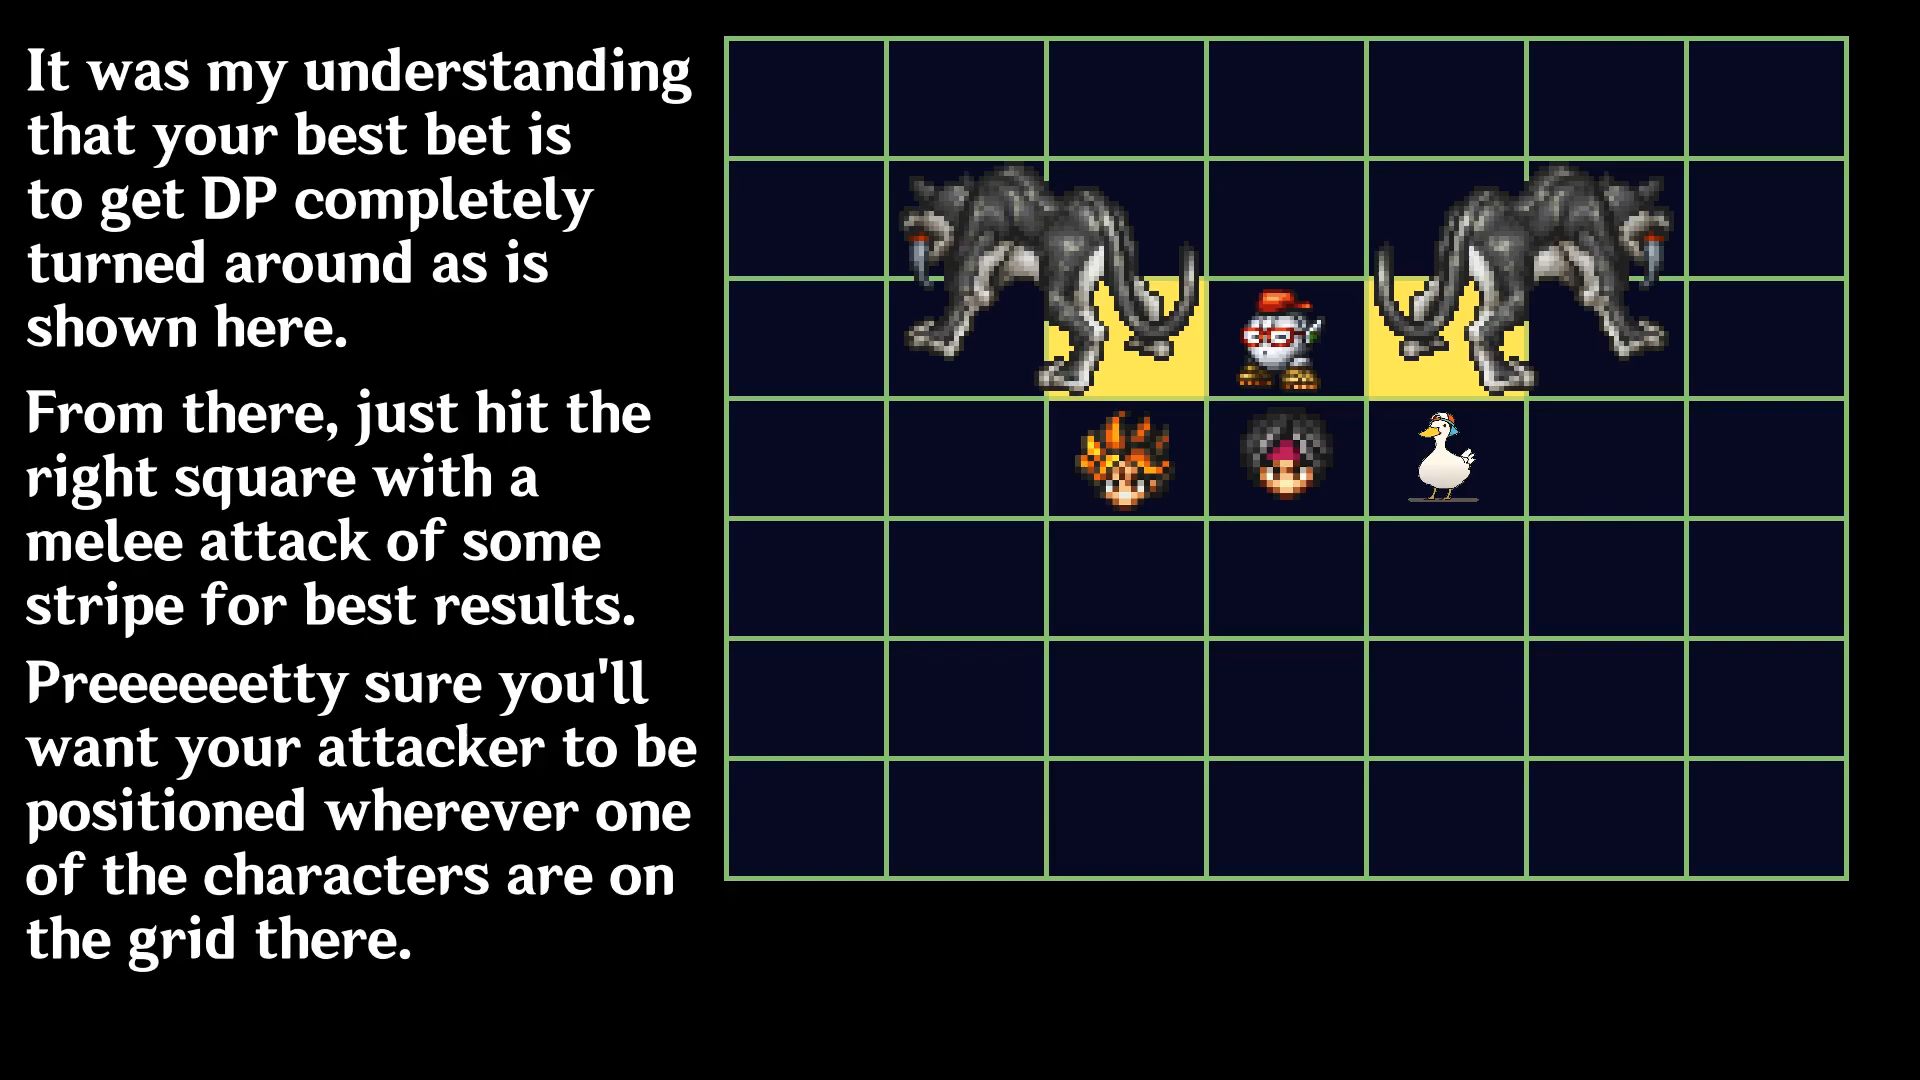 It was my understanding
that your best bet is
to get DP completely
turned around as is
shown here.
From there, just hit the
right square with a
melee attack of some
stripe for best results.
Preeeeeetty sure you'll
want your attacker to be
positioned wherever one
of the characters are on
the grid there.